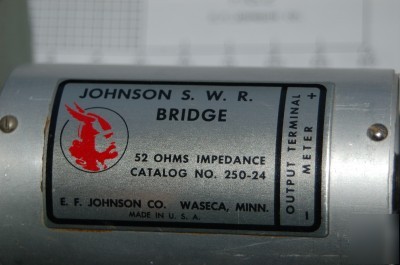 JOHNSON S. W. R.
BRIDGE
52 OHMS IMPEDANCE
CATALOG NO. 250-24
E. F. JOHNSON CO. WASECA, MINN.
MADE IN U. S. A.
OUTPUT TERMINAL
- METER +